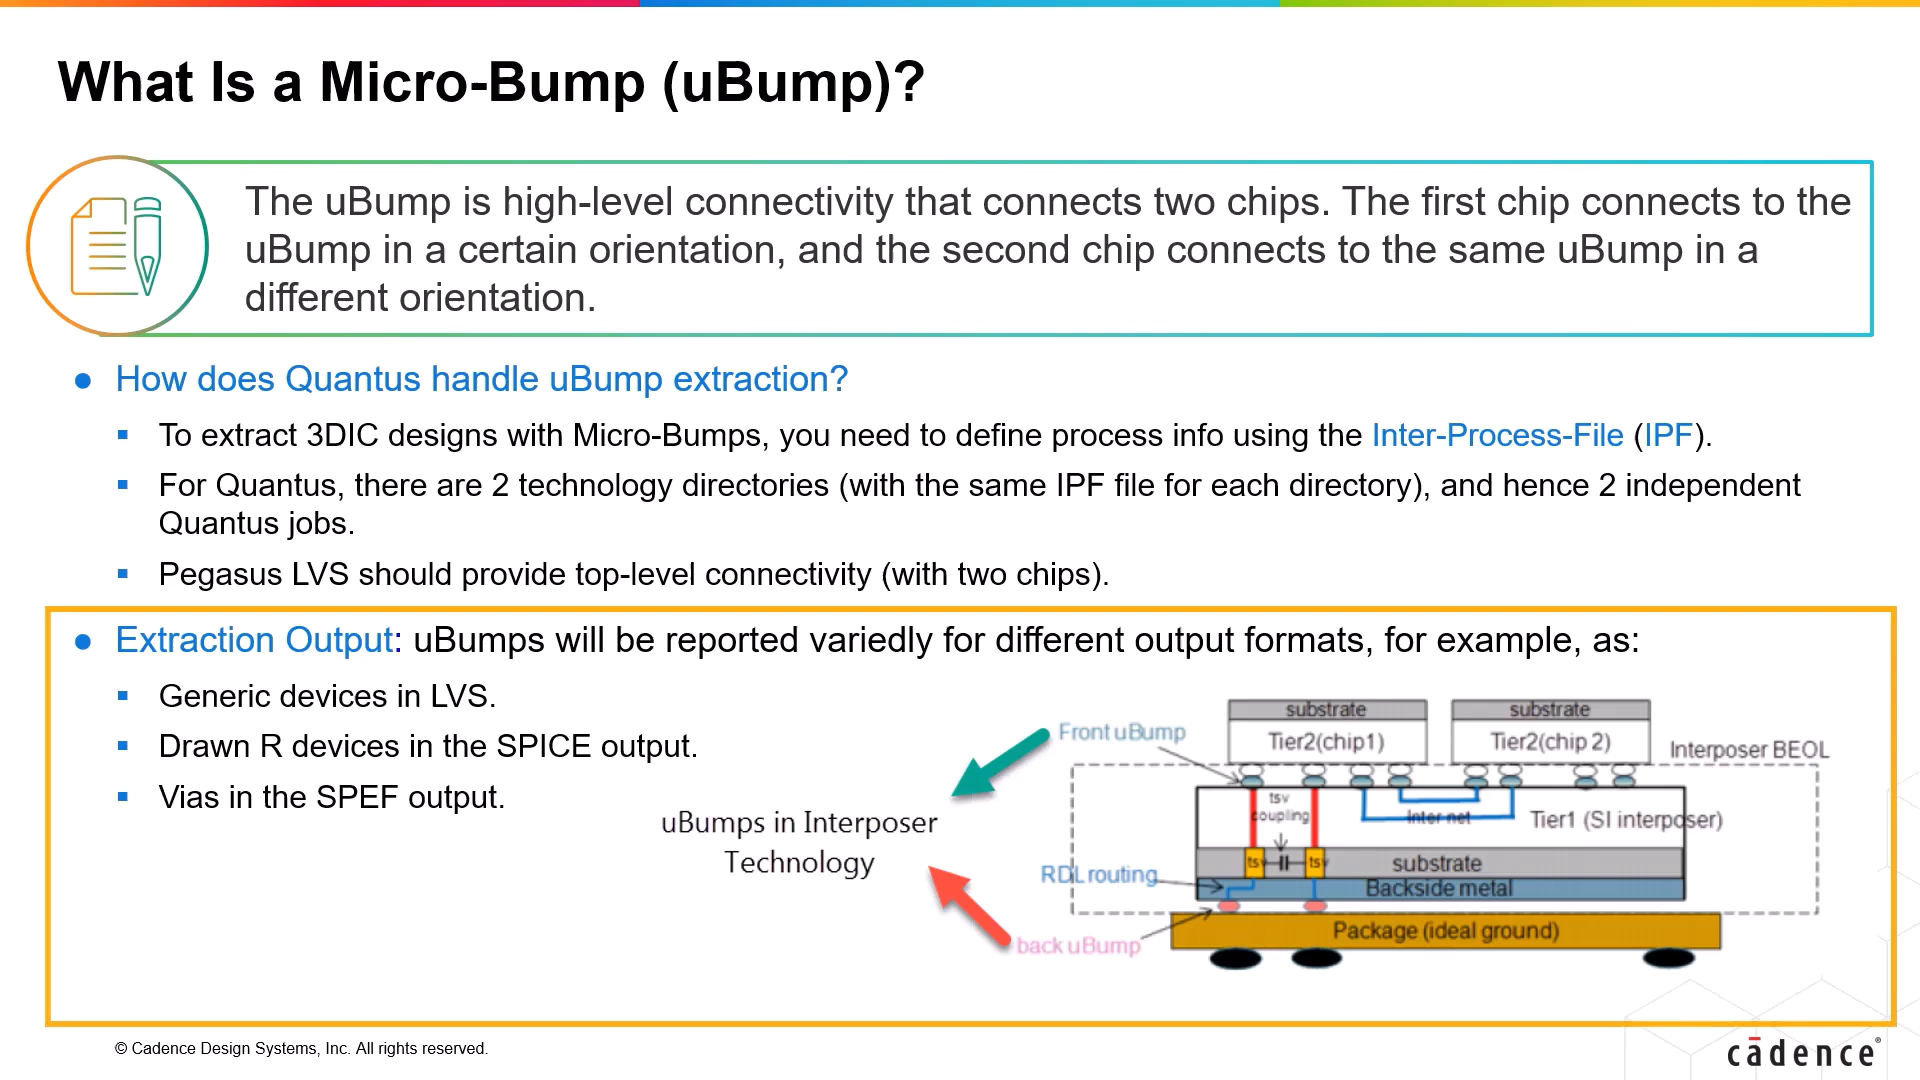 What Is a Micro-Bump (uBump)?
The uBump is high-level connectivity that connects two chips. The first chip connects to the
uBump in a certain orientation, and the second chip connects to the same uBump in a
different orientation.
● How does Quantus handle uBump extraction?
▪ To extract 3DIC designs with Micro-Bumps, you need to define process info using the Inter-Process-File (IPF).
▪ For Quantus, there are 2 technology directories (with the same IPF file for each directory), and hence 2 independent
Quantus jobs.
▪ Pegasus LVS should provide top-level connectivity (with two chips).
● Extraction Output: uBumps will be reported variedly for different output formats, for example, as:
▪ Generic devices in LVS.
▪ Drawn R devices in the SPICE output.
▪ Vias in the SPEF output.
uBumps in Interposer
Technology
Front uBump
substrate
substrate
Tier2(chip1)
Tier2(chip 2)
Interposer BEOL
tsv
coupling
Inter net
Tier1 (SI interposer)
tsv
tsv
substrate
RDL routing
Backside metal
back uBump
Package (ideal ground)
© Cadence Design Systems, Inc. All rights reserved.
cādence®